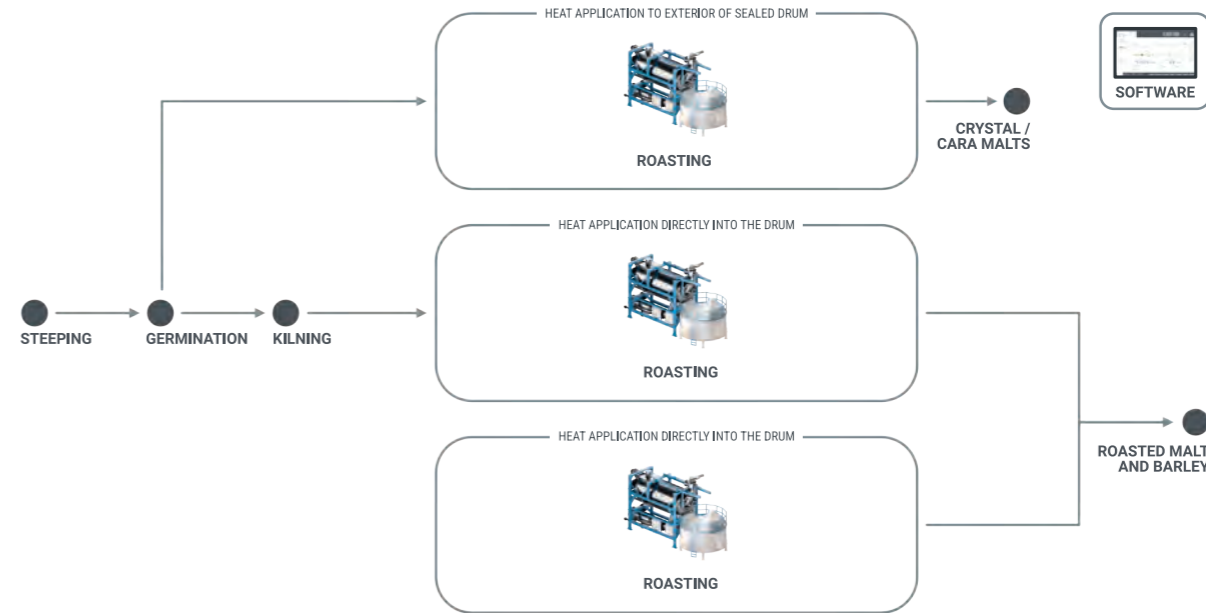 HEAT APPLICATION TO EXTERIOR OF SEALED DRUM
ROASTING
SOFTWARE
CRYSTAL /
CARA MALTS
HEAT APPLICATION DIRECTLY INTO THE DRUM
ROASTING
STEEPING
GERMINATION
KILNING
HEAT APPLICATION DIRECTLY INTO THE DRUM
ROASTING
ROASTED MALT
AND BARLEY